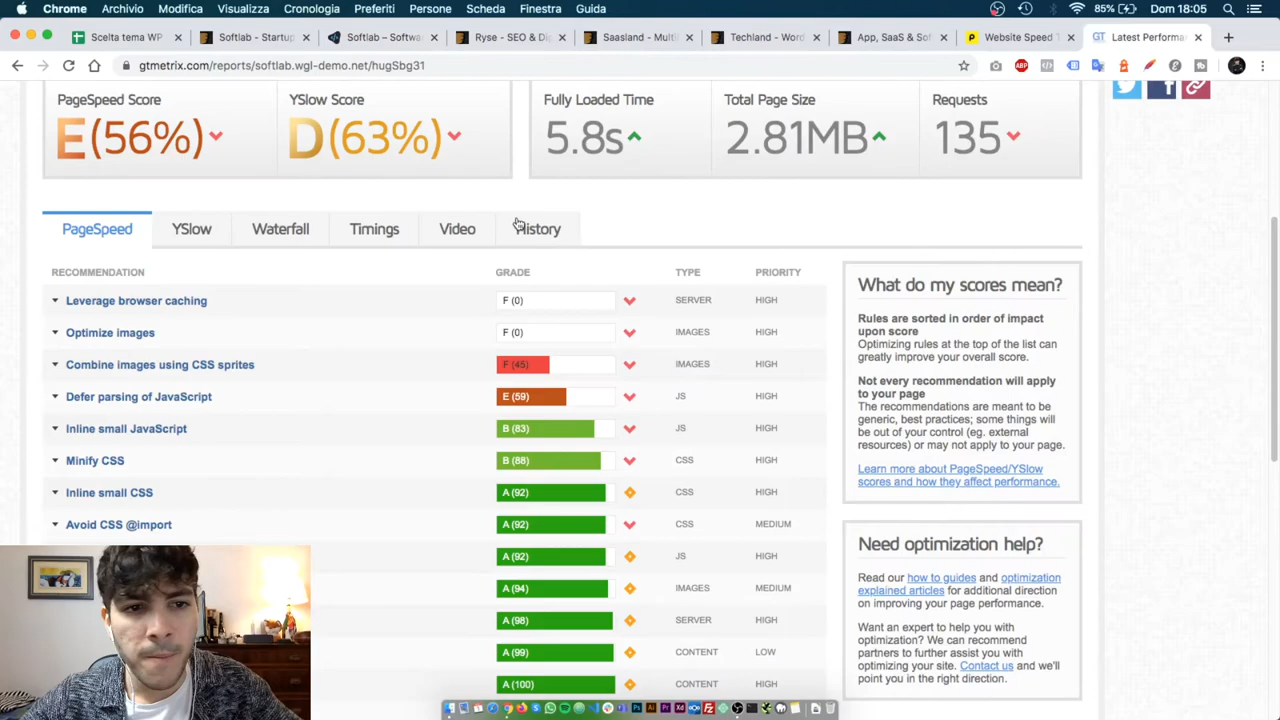 Chrome Archivio Modifica Visualizza Cronologia Preferiti Persone Scheda Finestra Guida 85% Dom 18:05
Scelta tema WP Softlab - Startup Softlab – Softwa Ryse - SEO & Di Saasland - Multi Techland - Word App, SaaS & Sof Website Speed T GT Latest Performa
gtmetrix.com/reports/softlab.wgl-demo.net/hugSbg31
PageSpeed Score YSlow Score Fully Loaded Time Total Page Size Requests
E(56%) D(63%) 5.8s 2.81MB 135
PageSpeed YSlow Waterfall Timings Video History
RECOMMENDATION GRADE TYPE PRIORITY
Leverage browser caching F (0) SERVER HIGH
Optimize images F (0) IMAGES HIGH
Combine images using CSS sprites F (45) IMAGES HIGH
Defer parsing of JavaScript E (59) JS HIGH
Inline small JavaScript B (83) JS HIGH
Minify CSS B (88) CSS HIGH
Inline small CSS A (92) CSS HIGH
Avoid CSS @import A (92) CSS MEDIUM
A (92) JS HIGH
A (94) IMAGES MEDIUM
A (98) SERVER HIGH
A (99) CONTENT LOW
A (100) CONTENT HIGH
What do my scores mean?
Rules are sorted in order of impact
upon score
Optimizing rules at the top of the list can
greatly improve your overall score.
Not every recommendation will apply
to your page
The recommendations are meant to be
generic, best practices; some things will
be out of your control (eg. external
resources) or may not apply to your page.
Learn more about PageSpeed/YSlow
scores and how they affect performance.
Need optimization help?
Read our how to guides and optimization
explained articles for additional direction
on improving your page performance.
Want an expert to help you with
optimization? We can recommend
partners to further assist you with
optimizing your site. Contact us and we'll
point you in the right direction.